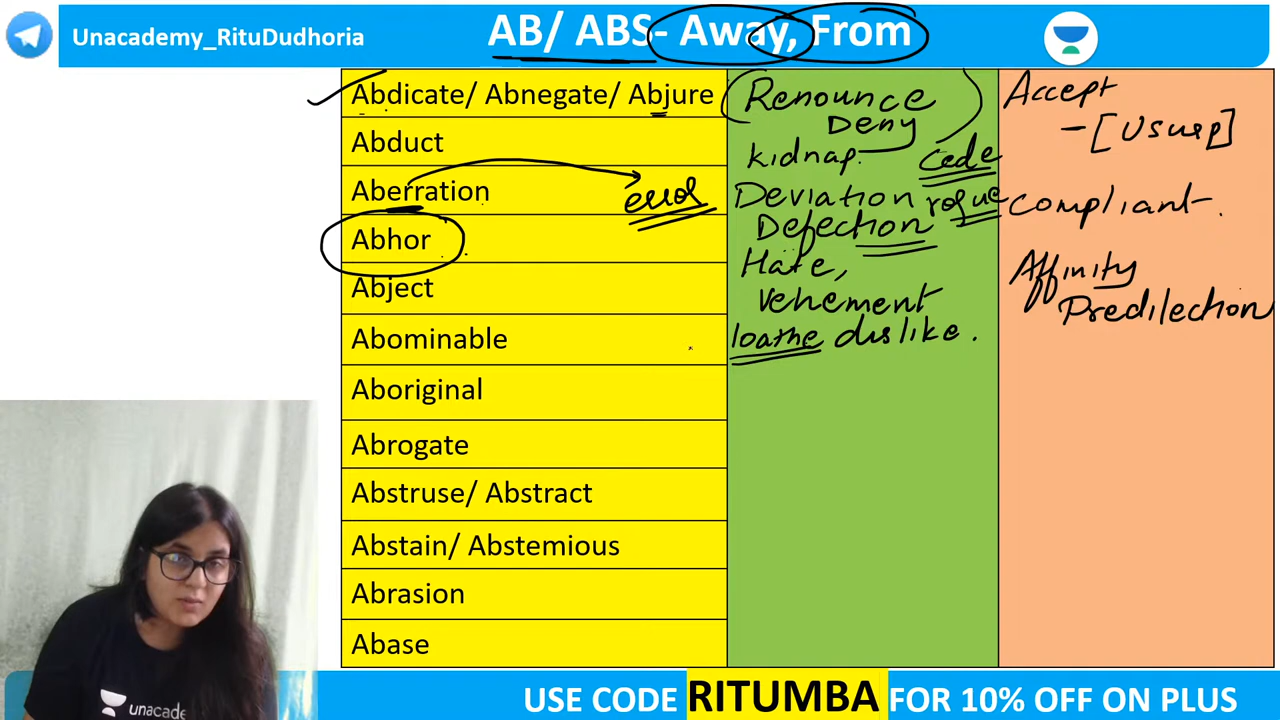 Unacademy_RituDudhoria
AB/ ABS- Away, From
Abdicate/ Abnegate/ Abjure
Renounce
Deny
Accept
- [Usurp]
Abduct
kidnap.
cede
Aberration
error
Deviation rogue
Defection
compliant.
Abhor
Hate,
vehement
loathe dislike.
Affinity
Predilection
Abject
Abominable
Aboriginal
Abrogate
Abstruse/ Abstract
Abstain/ Abstemious
Abrasion
Abase
unacade
USE CODE RITUMBA FOR 10% OFF ON PLUS